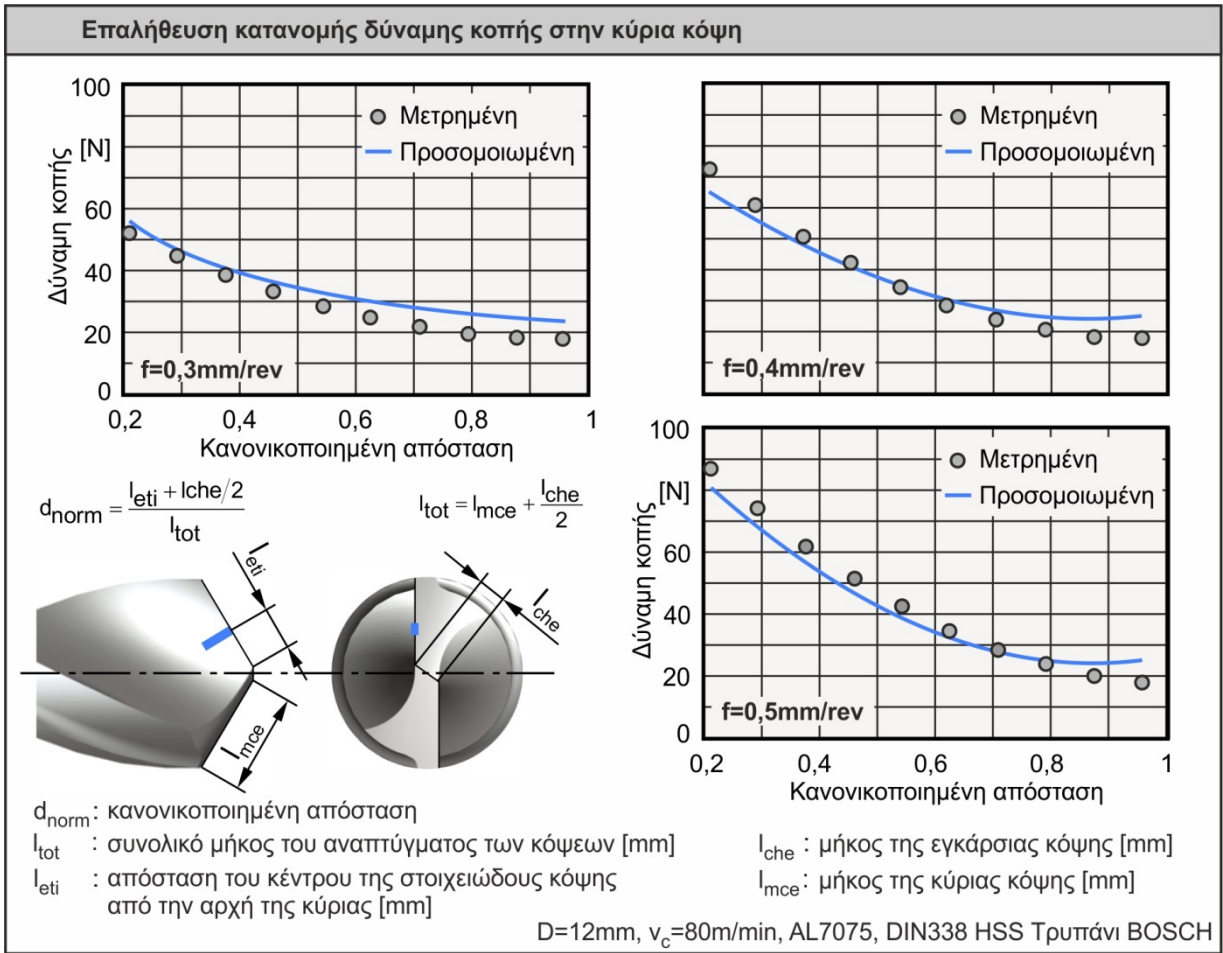 Επαλήθευση κατανομής δύναμης κοπής στην κύρια κόψη
100
[N]
60
40
20
0
Δύναμη κοπής
Μετρημένη
Προσομοιωμένη
f=0,3mm/rev
0,2 0,4 0,6 0,8 1
Κανονικοποιημένη απόσταση
Μετρημένη
Προσομοιωμένη
f=0,4mm/rev
100
[N]
60
40
20
0
Δύναμη κοπής
Μετρημένη
Προσομοιωμένη
f=0,5mm/rev
0,2 0,4 0,6 0,8 1
Κανονικοποιημένη απόσταση
d_norm = (l_eti + lche/2) / l_tot
l_tot = l_mce + l_che / 2
l_eti
l_che
l_mce
d_norm : κανονικοποιημένη απόσταση
l_tot : συνολικό μήκος του αναπτύγματος των κόψεων [mm]
l_eti : απόσταση του κέντρου της στοιχειώδους κόψης
από την αρχή της κύριας [mm]
l_che : μήκος της εγκάρσιας κόψης [mm]
l_mce : μήκος της κύριας κόψης [mm]
D=12mm, v_c=80m/min, AL7075, DIN338 HSS Τρυπάνι BOSCH